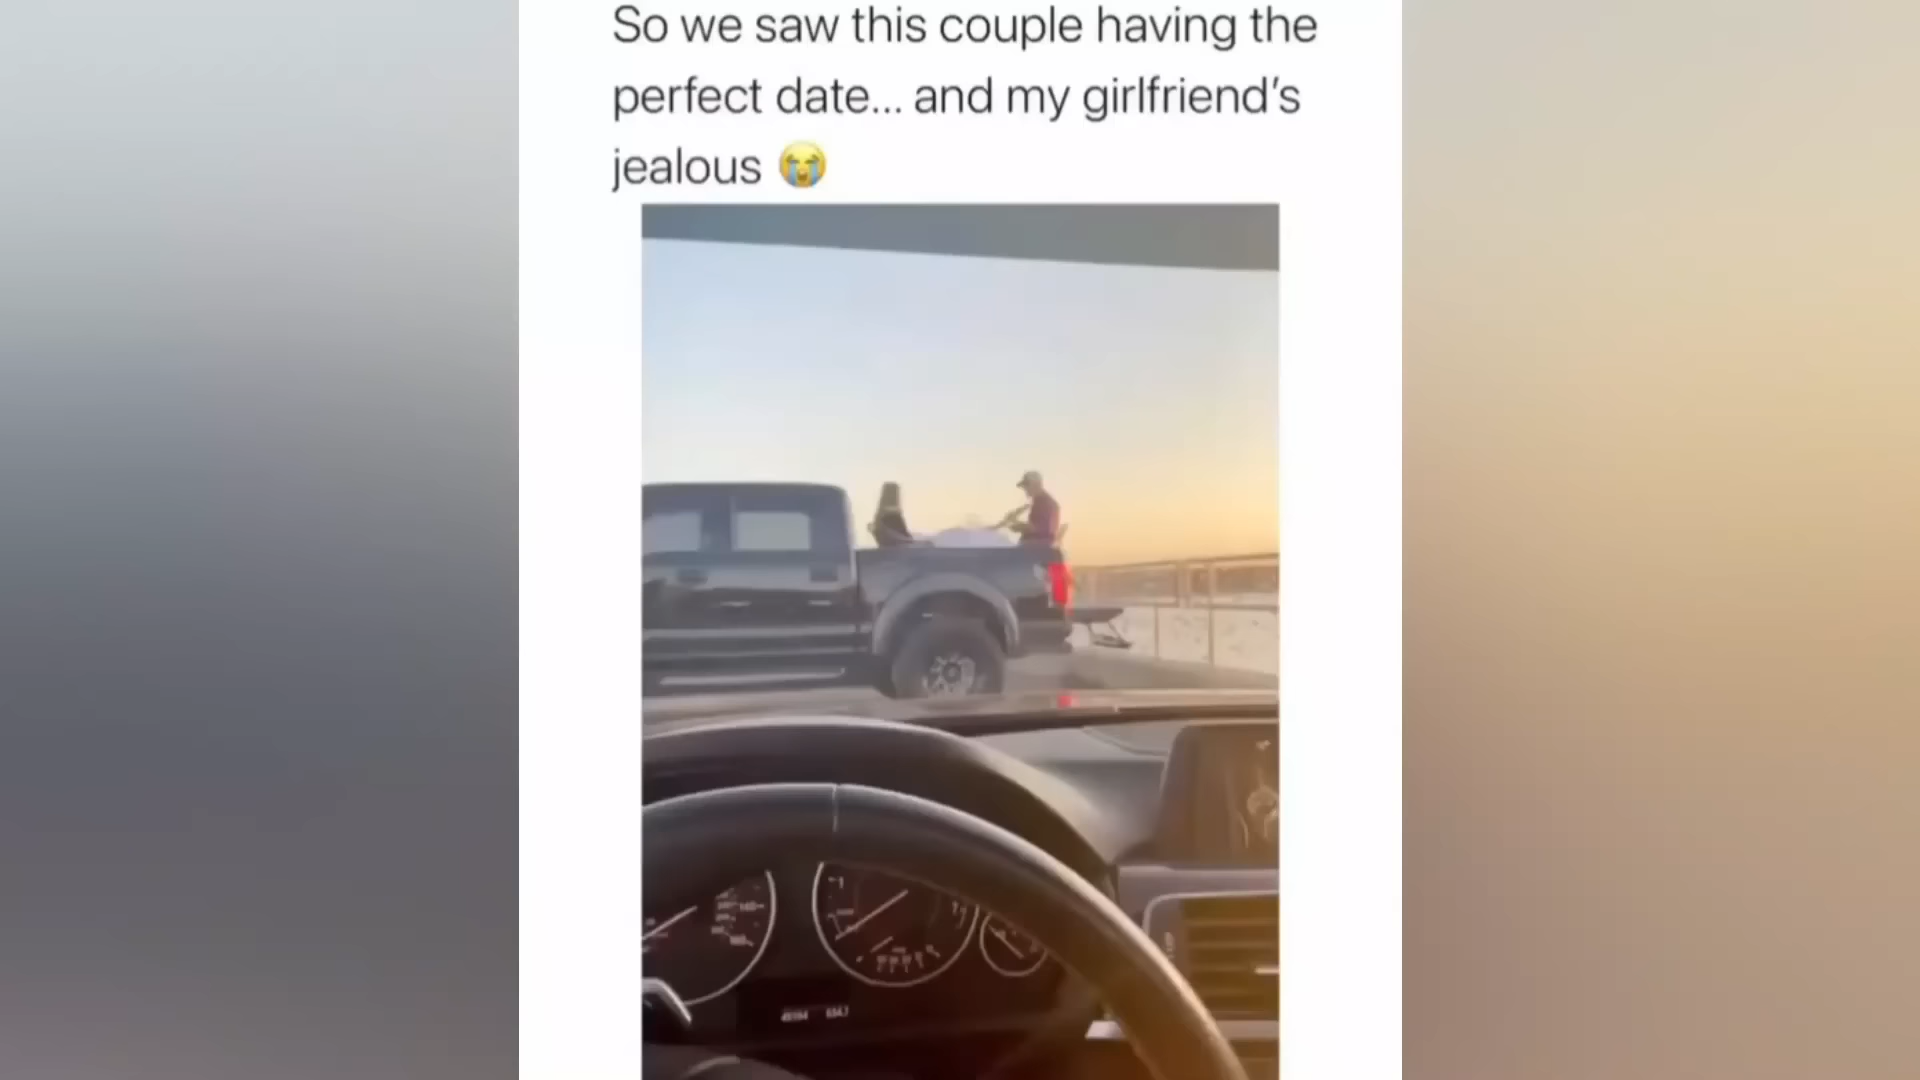 So we saw this couple having the
perfect date... and my girlfriend's
jealous 😭